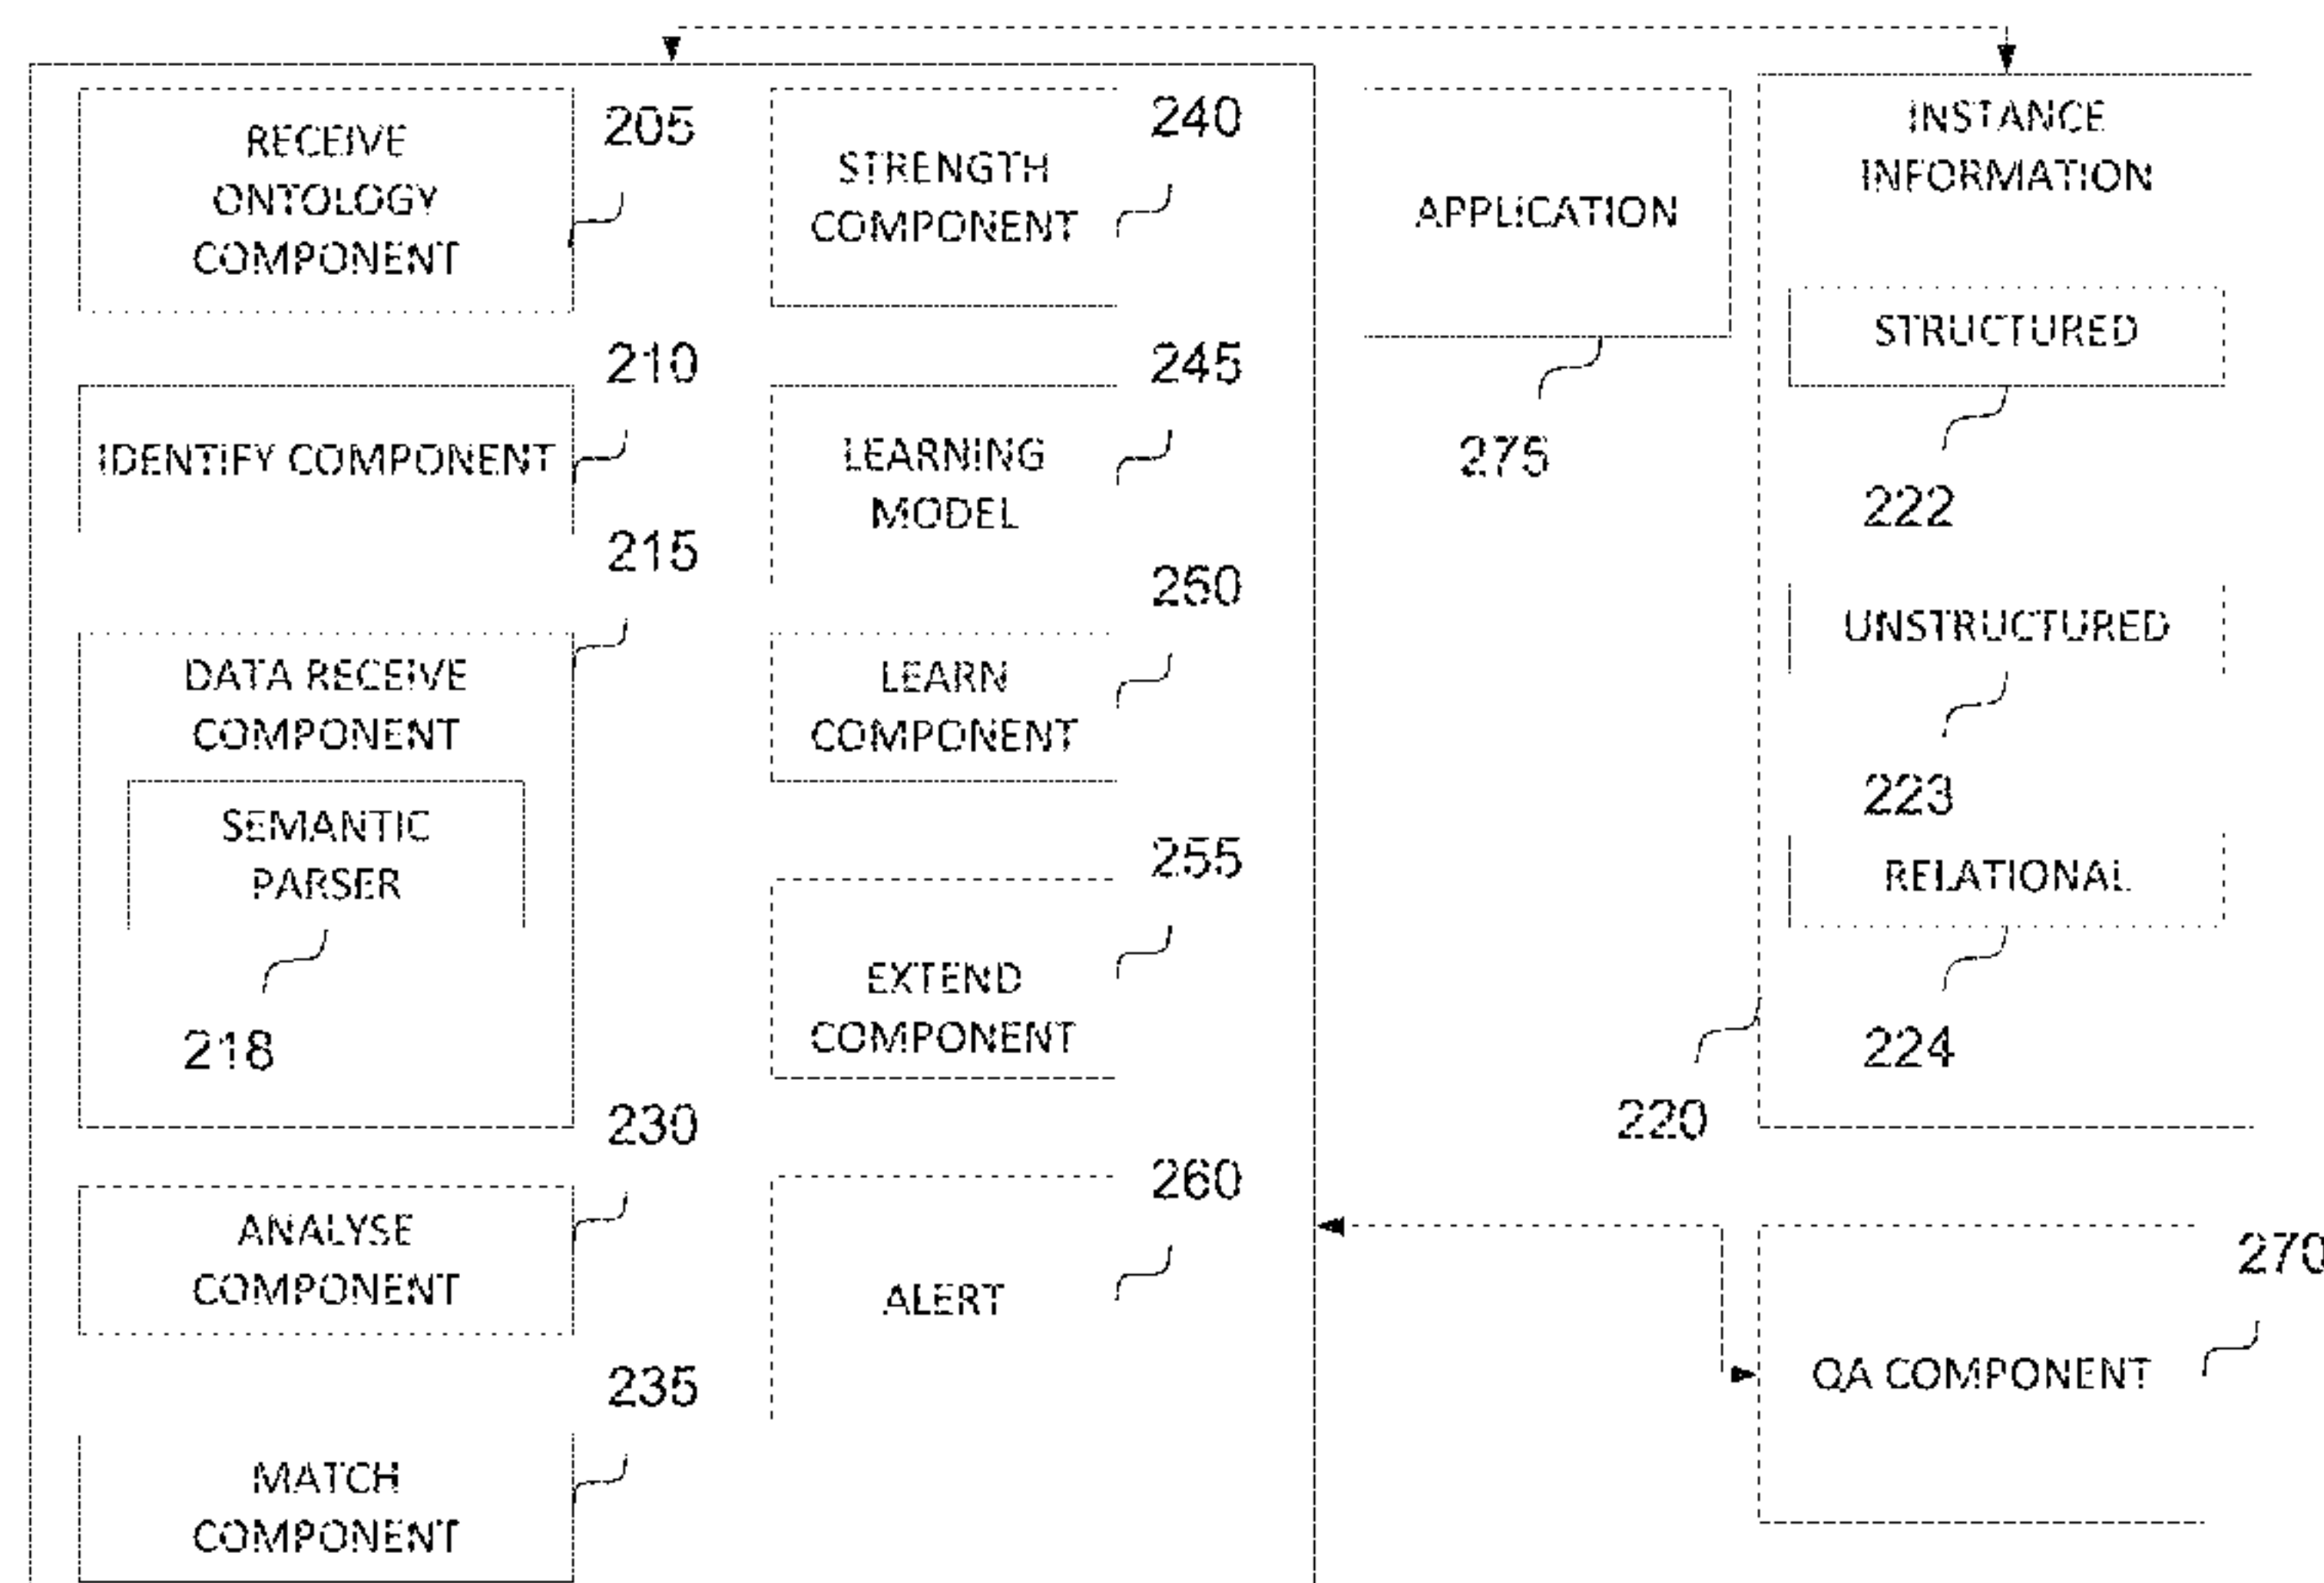 RECEIVE
ONTOLOGY
COMPONENT
205
IDENTIFY COMPONENT
210
DATA RECEIVE
COMPONENT
215
SEMANTIC
PARSER
218
ANALYSE
COMPONENT
230
MATCH
COMPONENT
235
STRENGTH
COMPONENT
240
LEARNING
MODEL
245
LEARN
COMPONENT
250
EXTEND
COMPONENT
255
ALERT
260
APPLICATION
275
INSTANCE
INFORMATION
STRUCTURED
222
UNSTRUCTURED
223
RELATIONAL
224
220
QA COMPONENT
270